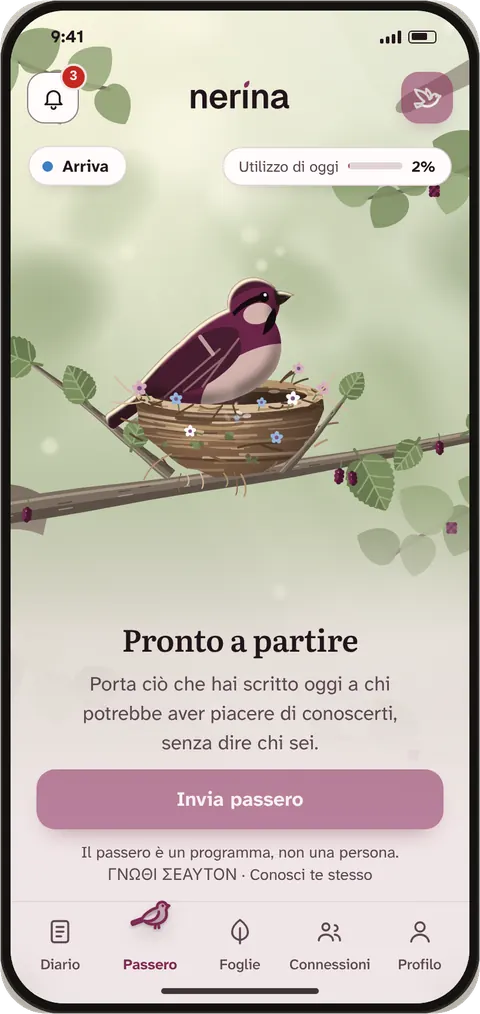 9:41
3
nerína
Arriva
Utilizzo di oggi 2%
Pronto a partire
Porta ciò che hai scritto oggi a chi
potrebbe aver piacere di conoscerti,
senza dire chi sei.
Invia passero
Il passero è un programma, non una persona.
ΓΝΩΘΙ ΣΕΑΥΤΟΝ · Conosci te stesso
Diario
Passero
Foglie
Connessioni
Profilo